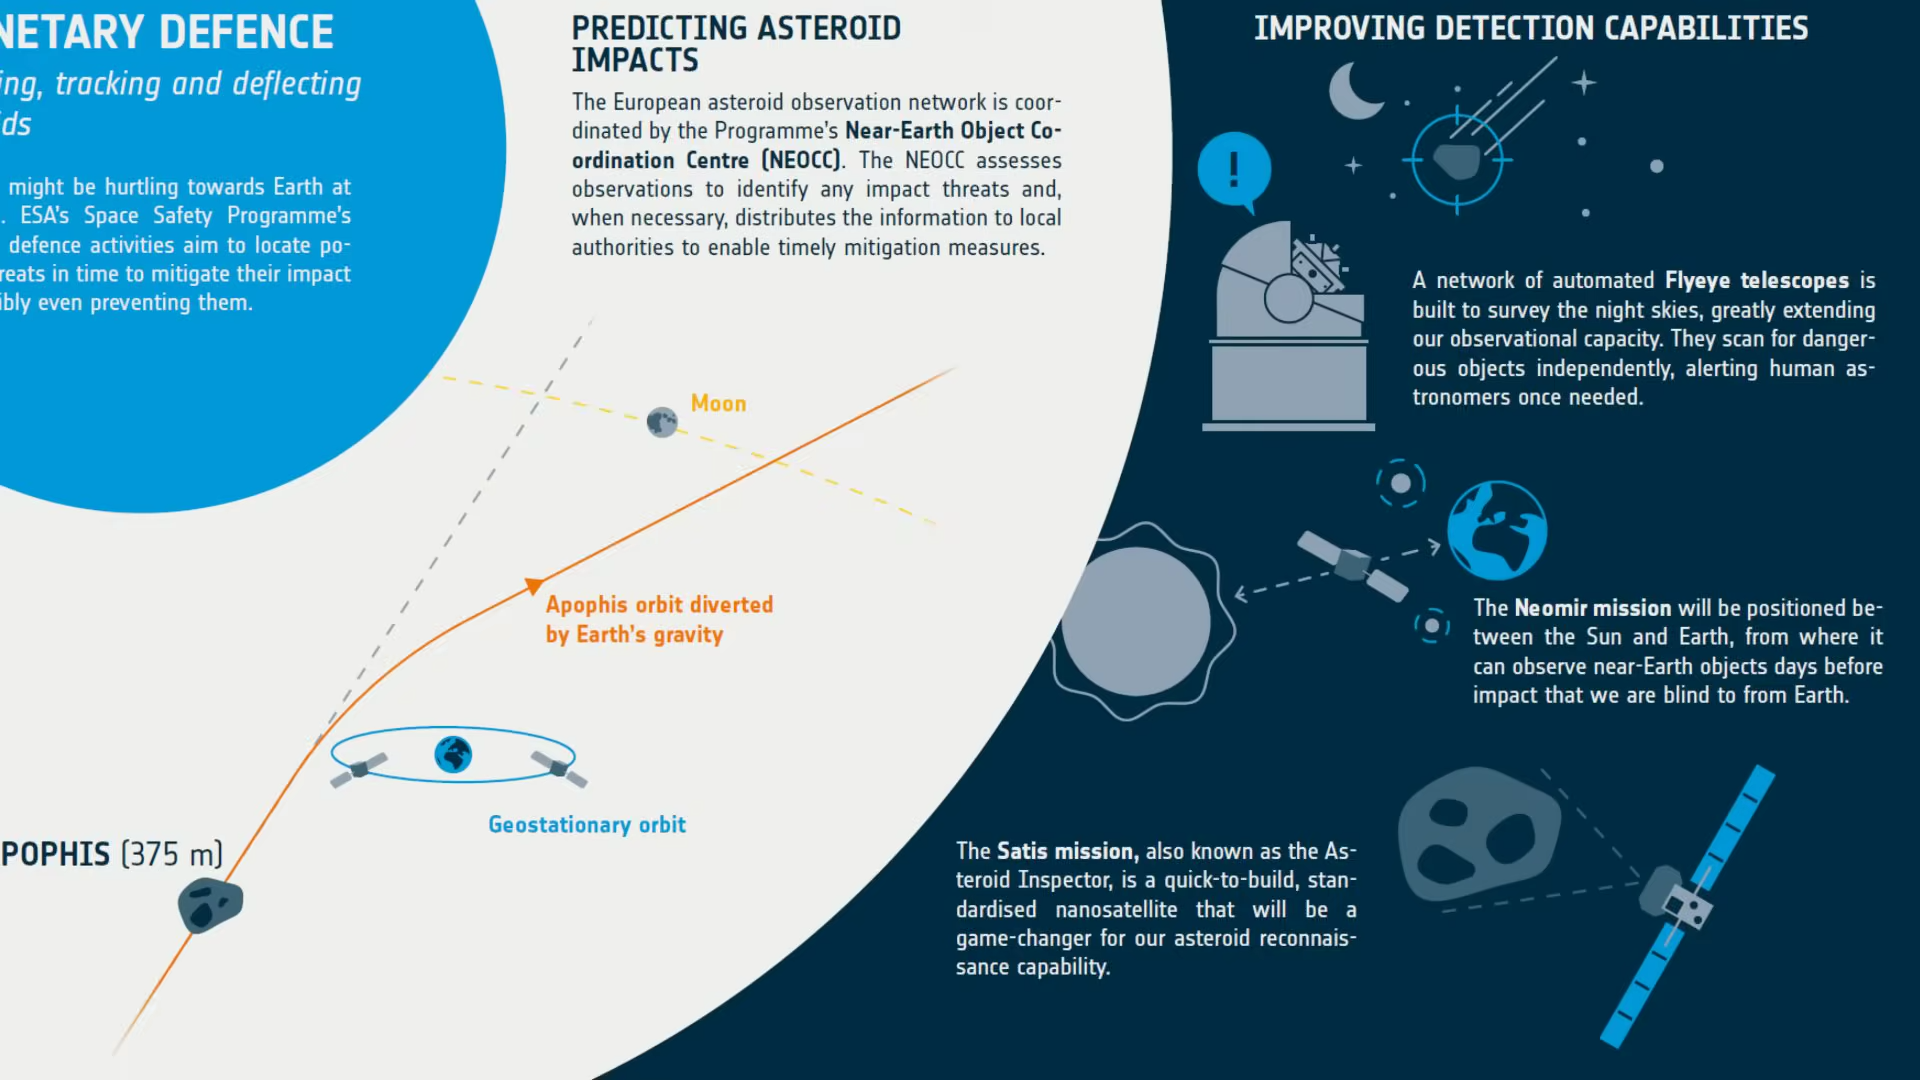 NETARY DEFENCE
ing, tracking and deflecting
ds
might be hurtling towards Earth at
. ESA's Space Safety Programme's
defence activities aim to locate po-
reats in time to mitigate their impact
ibly even preventing them.
PREDICTING ASTEROID
IMPACTS
The European asteroid observation network is coor-
dinated by the Programme's Near-Earth Object Co-
ordination Centre (NEOCC). The NEOCC assesses
observations to identify any impact threats and,
when necessary, distributes the information to local
authorities to enable timely mitigation measures.
Moon
Apophis orbit diverted
by Earth's gravity
Geostationary orbit
POPHIS (375 m)
IMPROVING DETECTION CAPABILITIES
!
A network of automated Flyeye telescopes is
built to survey the night skies, greatly extending
our observational capacity. They scan for danger-
ous objects independently, alerting human as-
tronomers once needed.
The Neomir mission will be positioned be-
tween the Sun and Earth, from where it
can observe near-Earth objects days before
impact that we are blind to from Earth.
The Satis mission, also known as the As-
teroid Inspector, is a quick-to-build, stan-
dardised nanosatellite that will be a
game-changer for our asteroid reconnais-
sance capability.